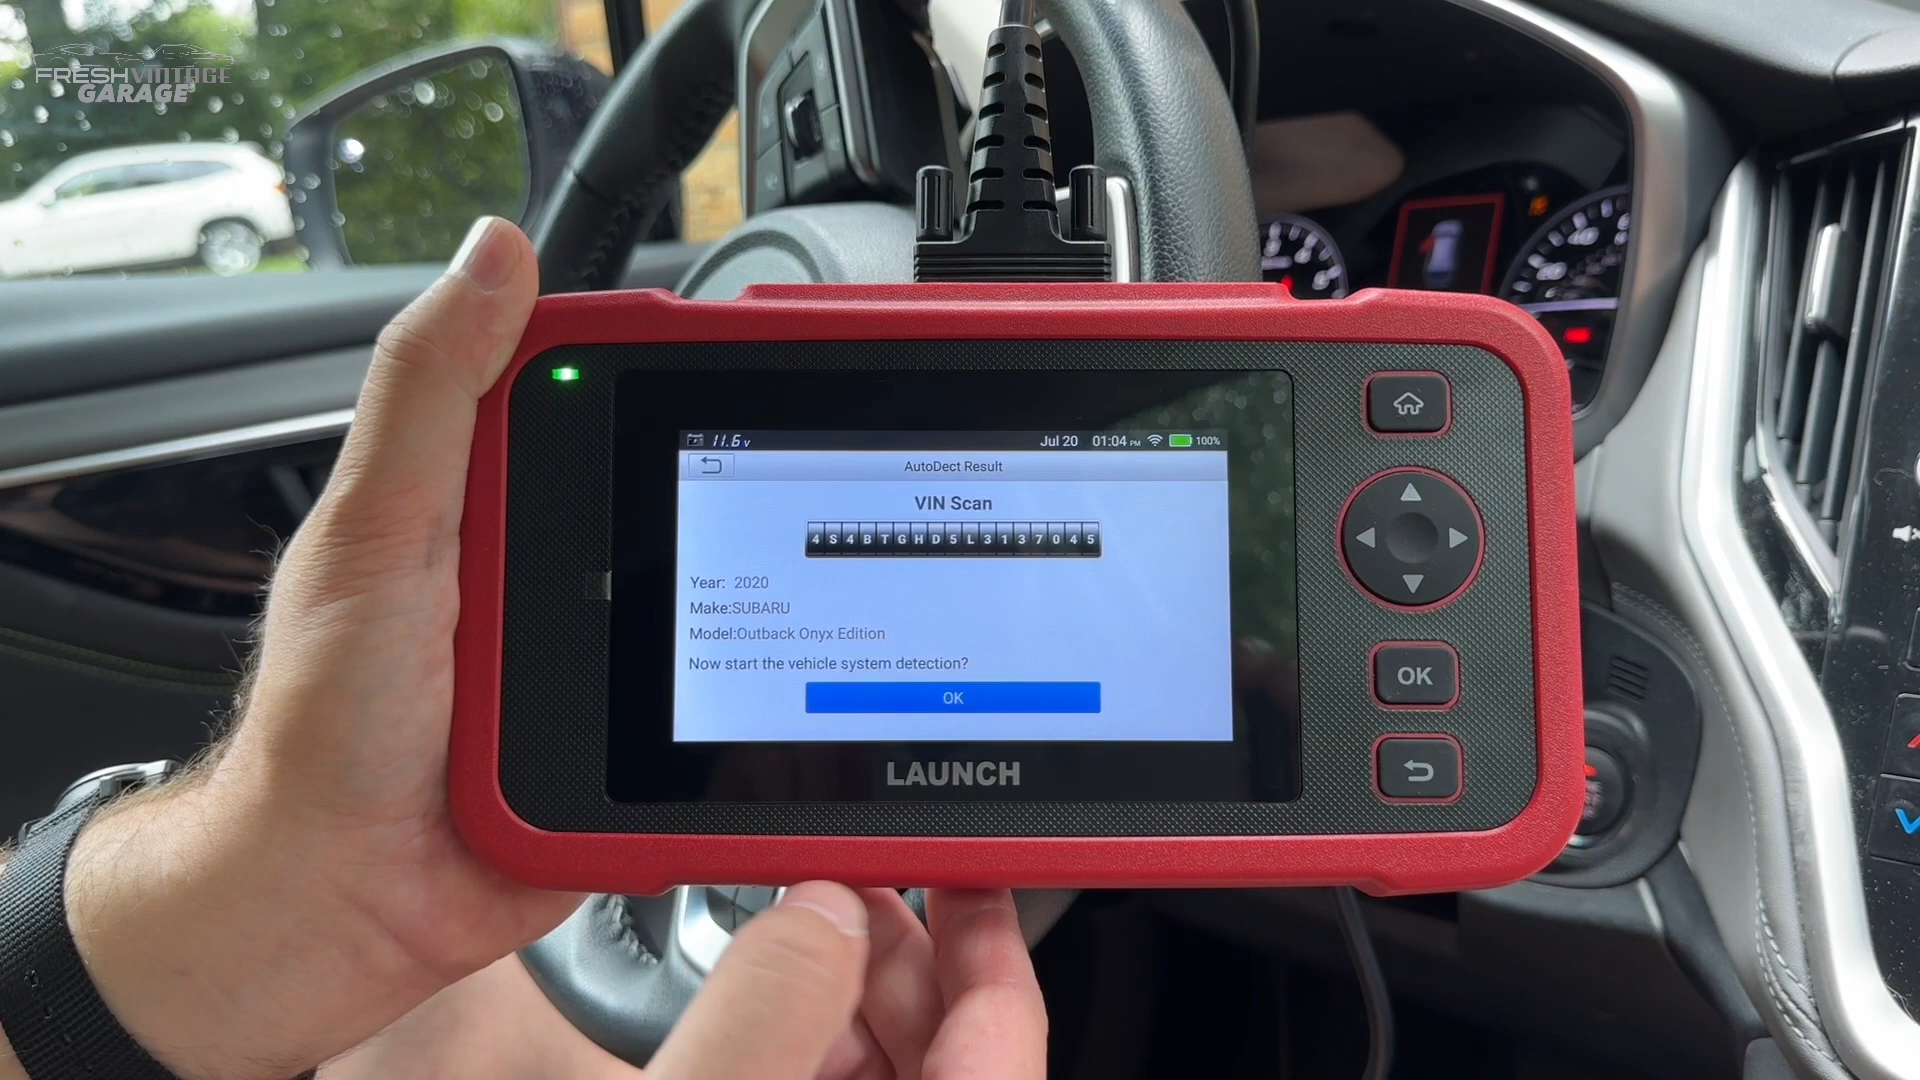 FRESHVINTAGE
GARAGE
11.6v
Jul 20 01:04 PM 100%
AutoDect Result
VIN Scan
4S4BTGHD5L3137045
Year: 2020
Make:SUBARU
Model:Outback Onyx Edition
Now start the vehicle system detection?
OK
LAUNCH
OK